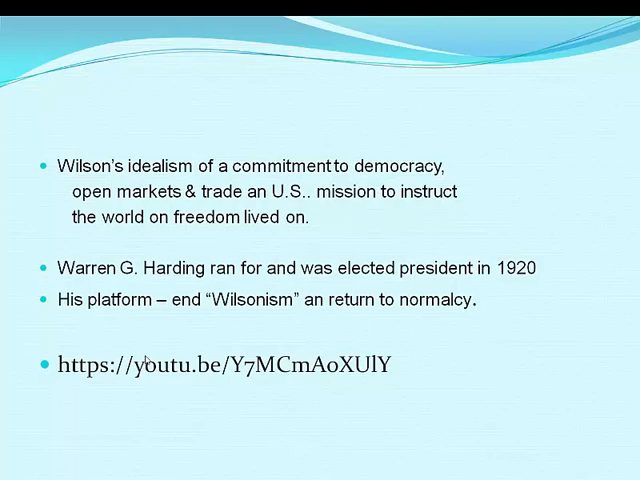 Wilson’s idealism of a commitment to democracy,
open markets & trade an U.S.. mission to instruct
the world on freedom lived on.
Warren G. Harding ran for and was elected president in 1920
His platform – end “Wilsonism” an return to normalcy.
https://youtu.be/Y7MCmAoXUlY